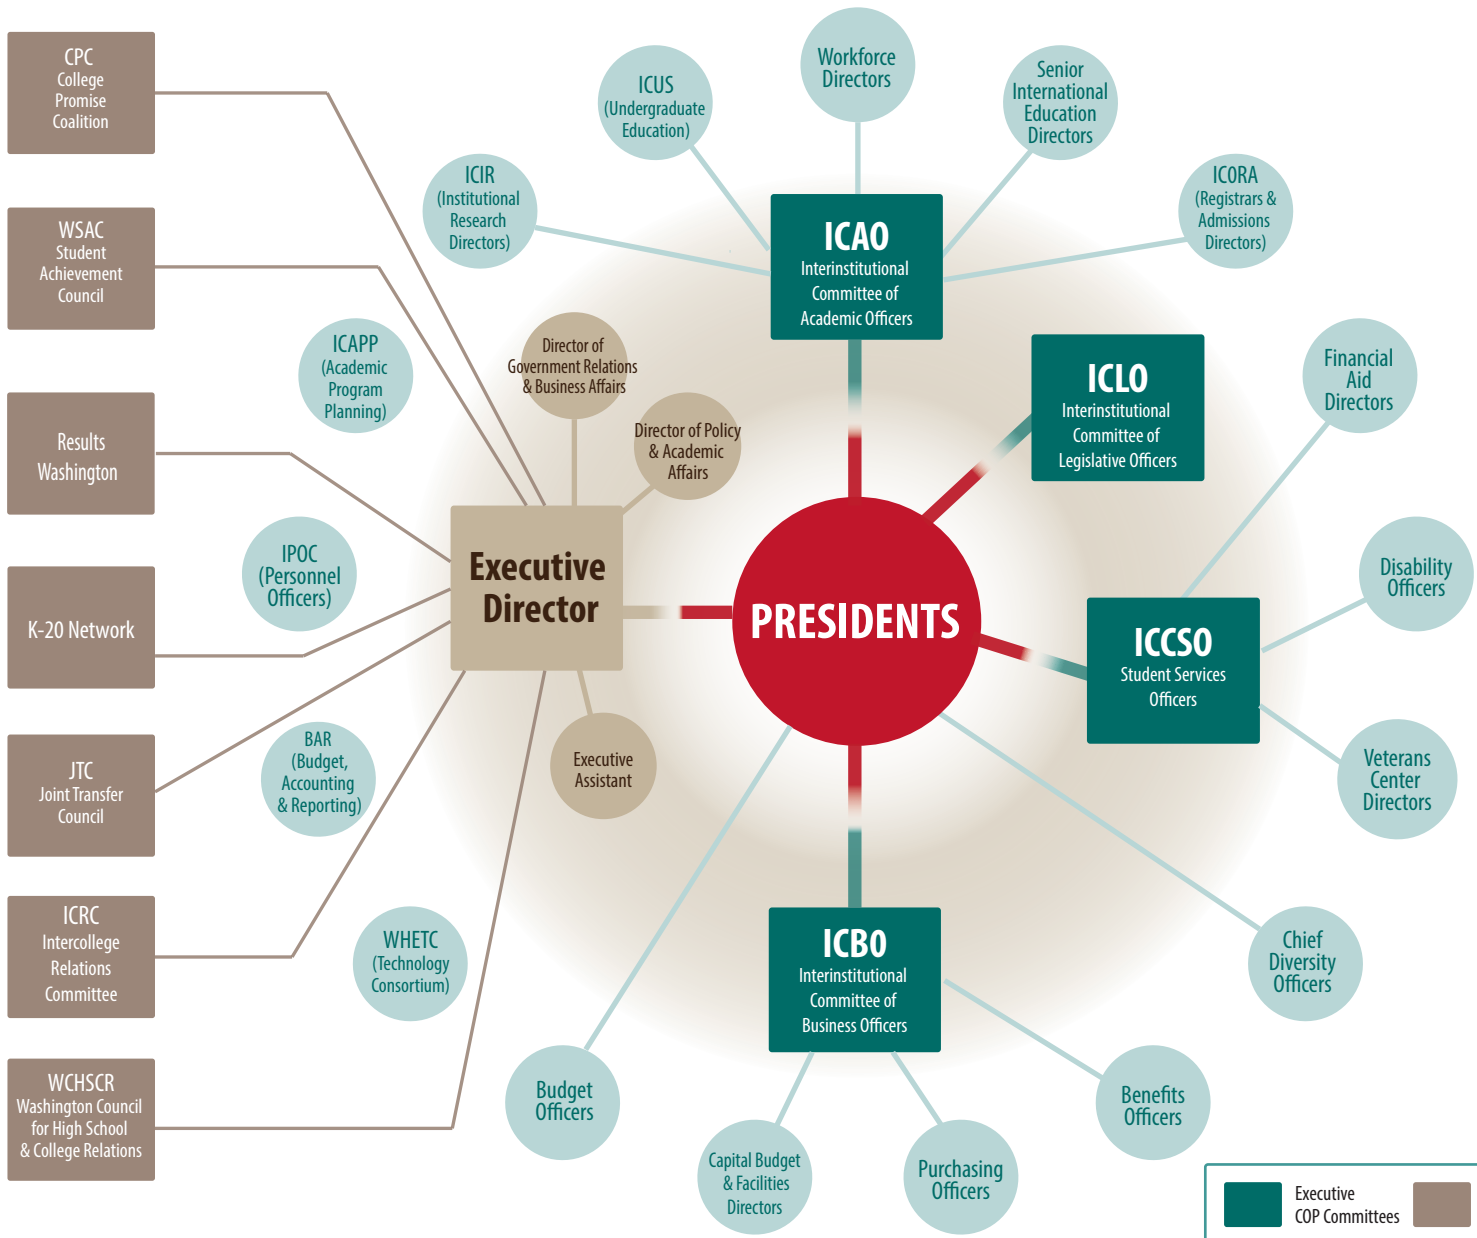 CPC
College
Promise
Coalition
WSAC
Student
Achievement
Council
Results
Washington
K-20 Network
JTC
Joint Transfer
Council
ICRC
Intercollege
Relations
Committee
WCHSCR
Washington Council
for High School
& College Relations
ICAPP
(Academic
Program
Planning)
IPOC
(Personnel
Officers)
BAR
(Budget,
Accounting
& Reporting)
WHETC
(Technology
Consortium)
Director of
Government Relations
& Business Affairs
Director of Policy
& Academic
Affairs
Executive
Director
Executive
Assistant
PRESIDENTS
ICIR
(Institutional
Research
Directors)
ICUS
(Undergraduate
Education)
Workforce
Directors
Senior
International
Education
Directors
ICORA
(Registrars &
Admissions
Directors)
ICAO
Interinstitutional
Committee of
Academic Officers
ICLO
Interinstitutional
Committee of
Legislative Officers
Financial
Aid
Directors
Disability
Officers
ICCSO
Student Services
Officers
Veterans
Center
Directors
Chief
Diversity
Officers
ICBO
Interinstitutional
Committee of
Business Officers
Budget
Officers
Capital Budget
& Facilities
Directors
Purchasing
Officers
Benefits
Officers
Executive
COP Committees